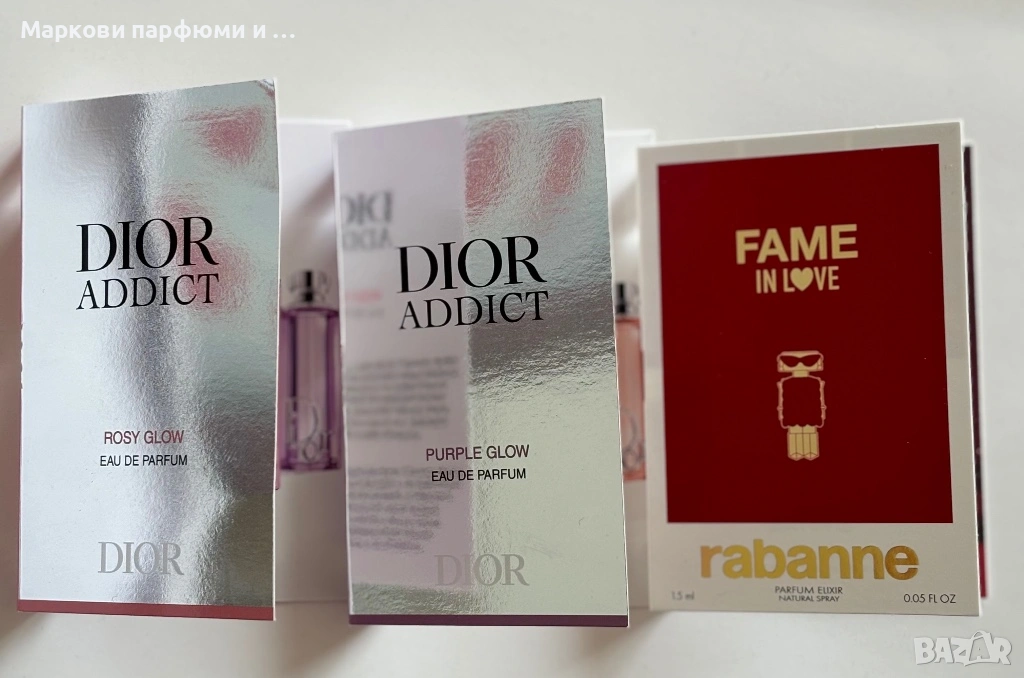 Маркови парфюми и ...
DIOR
ADDICT
ROSY GLOW
EAU DE PARFUM
DIOR
DIOR
ADDICT
PURPLE GLOW
EAU DE PARFUM
DIOR
FAME
IN L♥VE
rabanne
PARFUM ELIXIR
NATURAL SPRAY
1.5 ml
0.05 FL OZ
BAZAR